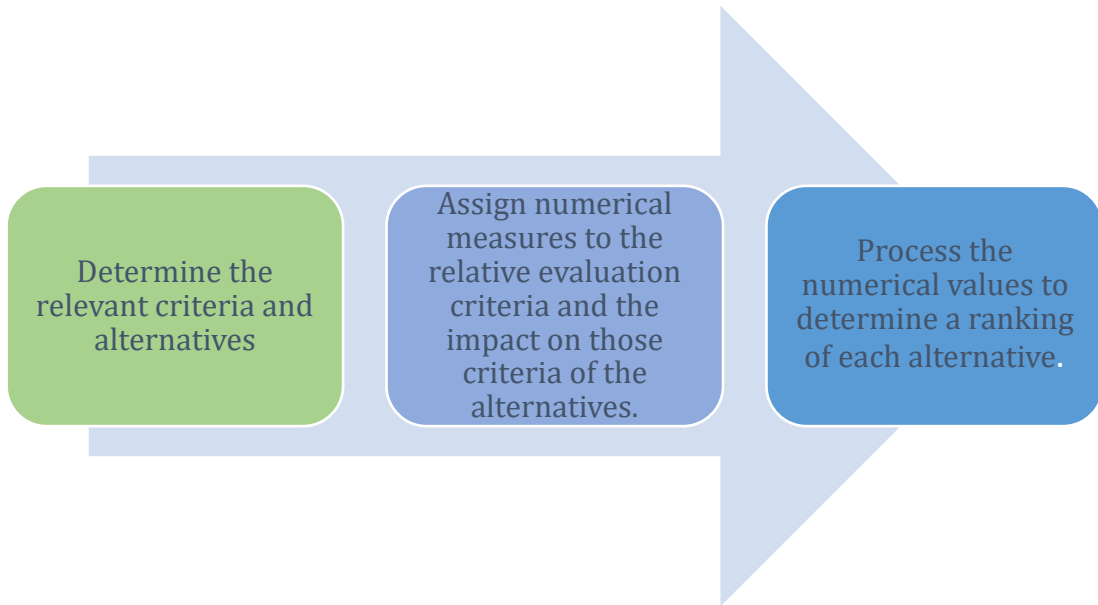 Determine the
relevant criteria and
alternatives
Assign numerical
measures to the
relative evaluation
criteria and the
impact on those
criteria of the
alternatives.
Process the
numerical values to
determine a ranking
of each alternative.